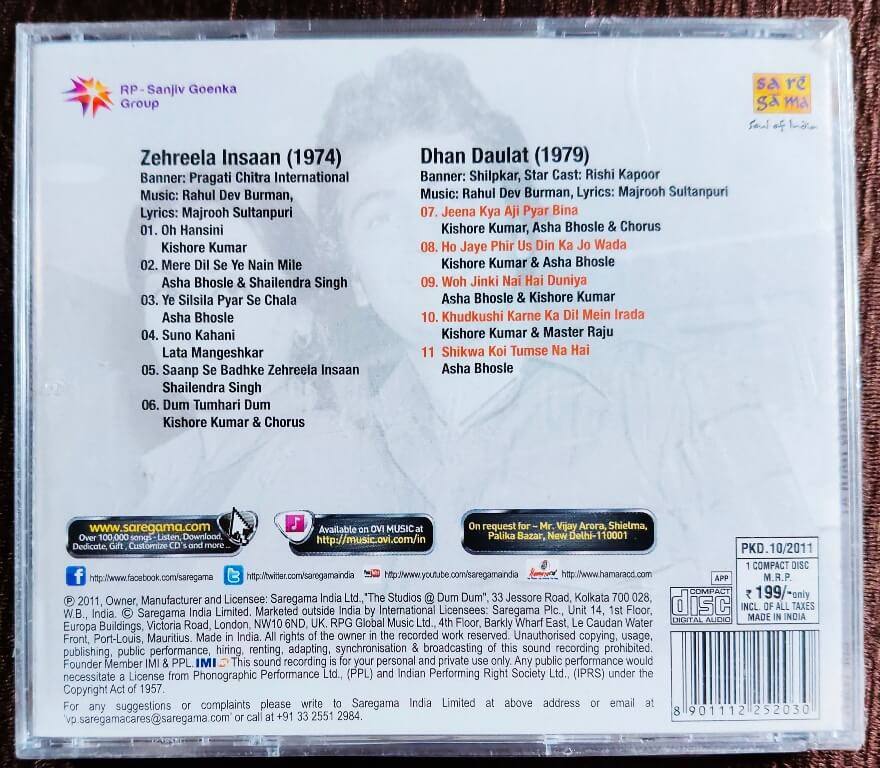 RP - Sanjiv Goenka
Group
sa re
ga ma
Soul of India
Zehreela Insaan (1974)
Banner: Pragati Chitra International
Music: Rahul Dev Burman,
Lyrics: Majrooh Sultanpuri
01. Oh Hansini
Kishore Kumar
02. Mere Dil Se Ye Nain Mile
Asha Bhosle & Shailendra Singh
03. Ye Silsila Pyar Se Chala
Asha Bhosle
04. Suno Kahani
Lata Mangeshkar
05. Saanp Se Badhke Zehreela Insaan
Shailendra Singh
06. Dum Tumhari Dum
Kishore Kumar & Chorus
Dhan Daulat (1979)
Banner: Shilpkar, Star Cast: Rishi Kapoor
Music: Rahul Dev Burman, Lyrics: Majrooh Sultanpuri
07. Jeena Kya Aji Pyar Bina
Kishore Kumar, Asha Bhosle & Chorus
08. Ho Jaye Phir Us Din Ka Jo Wada
Kishore Kumar & Asha Bhosle
09. Woh Jinki Nai Hai Duniya
Asha Bhosle & Kishore Kumar
10. Khudkushi Karne Ka Dil Mein Irada
Kishore Kumar & Master Raju
11 Shikwa Koi Tumse Na Hai
Asha Bhosle
www.saregama.com
Over 100,000 songs - Listen, Download,
Dedicate, Gift , Customize CD's and more ...
Available on OVI MUSIC at
http://music.ovi.com/in
On request for ~ Mr. Vijay Arora, Shielma,
Palika Bazar, New Delhi-110001
http://www.facebook.com/saregama
http://twitter.com/saregamaindia
http://www.youtube.com/saregamaindia
http://www.hamaracd.com
℗ 2011, Owner, Manufacturer and Licensee: Saregama India Ltd.,"The Studios @ Dum Dum", 33 Jessore Road, Kolkata 700 028,
W.B., India. © Saregama India Limited. Marketed outside India by International Licensees: Saregama Plc., Unit 14, 1st Floor,
Europa Buildings, Victoria Road, London, NW10 6ND, UK. RPG Global Music Ltd., 4th Floor, Barkly Wharf East, Le Caudan Water
Front, Port-Louis, Mauritius. Made in India. All rights of the owner in the recorded work reserved. Unauthorised copying, usage,
publishing, public performance, hiring, renting, adapting, synchronisation & broadcasting of this sound recording prohibited.
Founder Member IMI & PPL. IMI This sound recording is for your personal and private use only. Any public performance would
necessitate a License from Phonographic Performance Ltd., (PPL) and Indian Performing Right Society Ltd., (IPRS) under the
Copyright Act of 1957.
For any suggestions or complaints please write to Saregama India Limited at above address or email at
'vp.saregamacares@saregama.com' or call at +91 33 2551 2984.
APP
COMPACT
disc
DIGITAL AUDIO
PKD.10/2011
1 COMPACT DISC
M.R.P.
₹ 199/-only
INCL. OF ALL TAXES
MADE IN INDIA
8 901112 252030